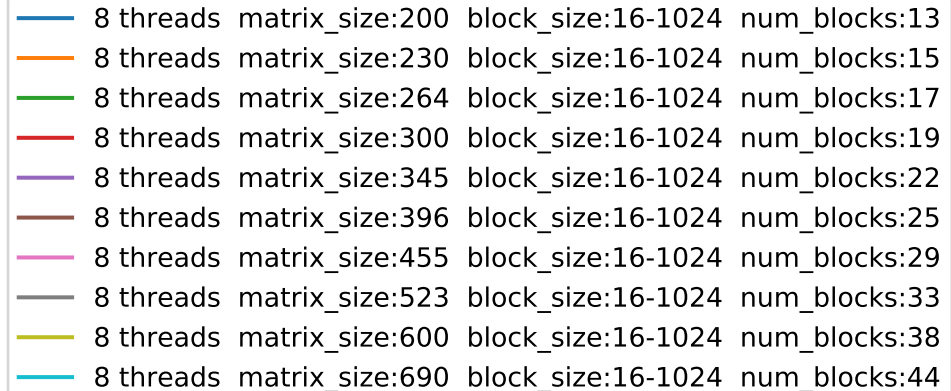 8 threads  matrix_size:200  block_size:16-1024  num_blocks:13
8 threads  matrix_size:230  block_size:16-1024  num_blocks:15
8 threads  matrix_size:264  block_size:16-1024  num_blocks:17
8 threads  matrix_size:300  block_size:16-1024  num_blocks:19
8 threads  matrix_size:345  block_size:16-1024  num_blocks:22
8 threads  matrix_size:396  block_size:16-1024  num_blocks:25
8 threads  matrix_size:455  block_size:16-1024  num_blocks:29
8 threads  matrix_size:523  block_size:16-1024  num_blocks:33
8 threads  matrix_size:600  block_size:16-1024  num_blocks:38
8 threads  matrix_size:690  block_size:16-1024  num_blocks:44